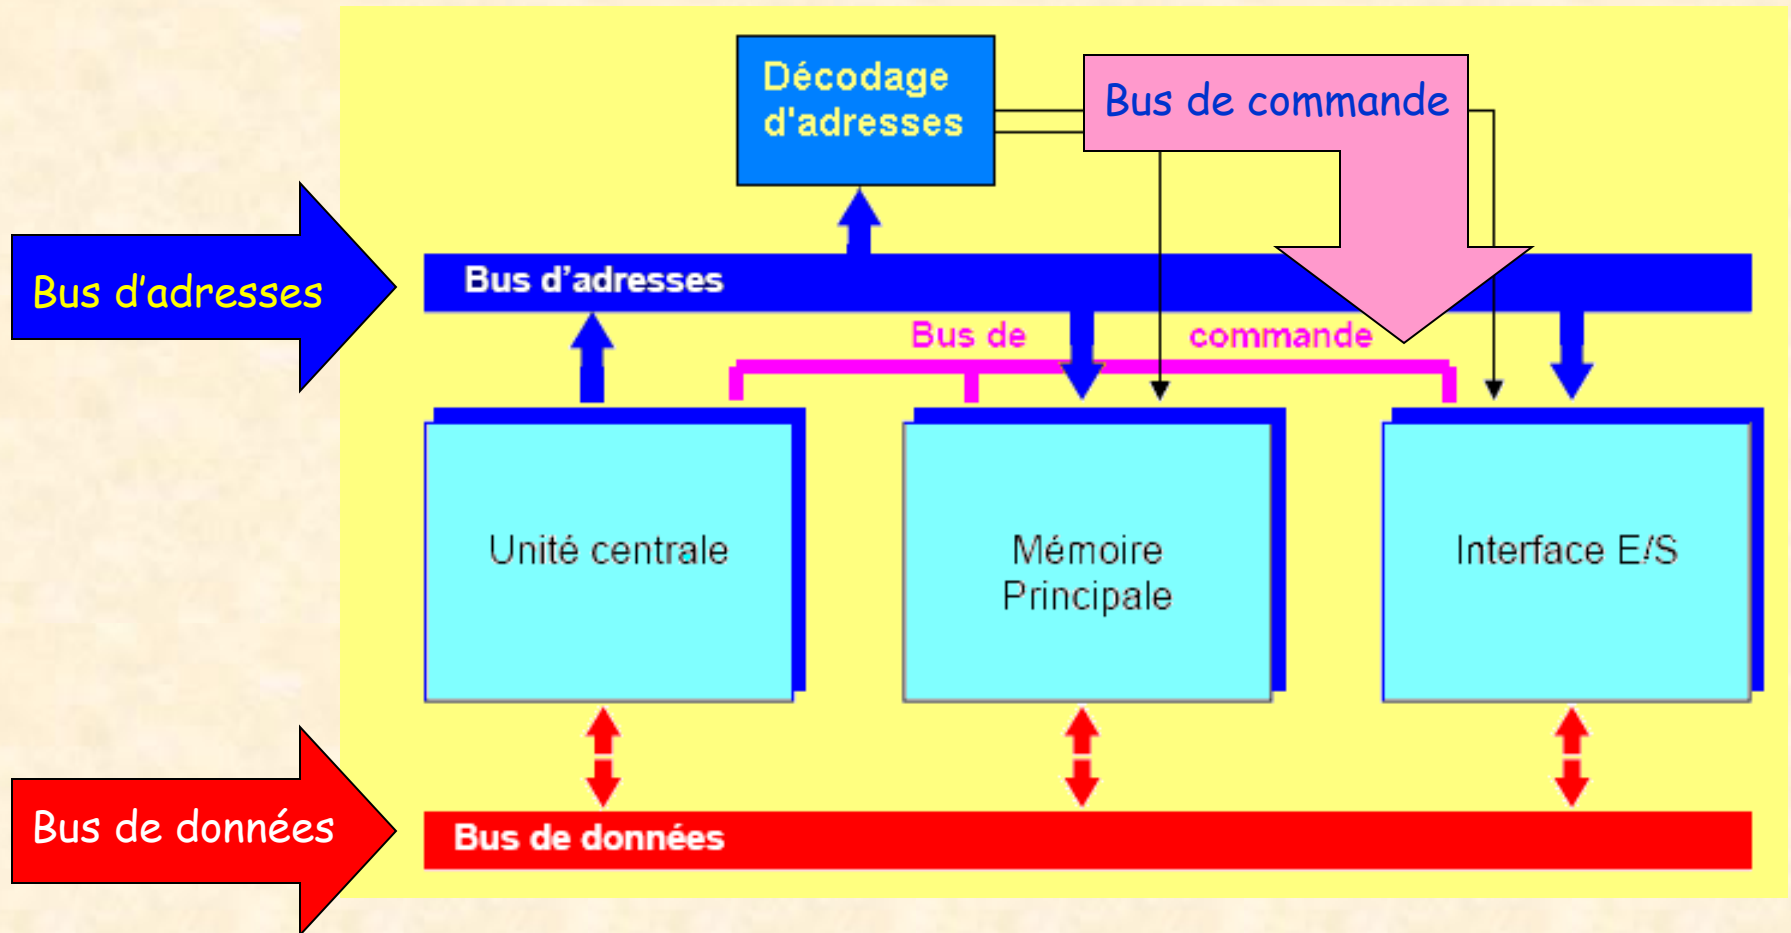 Décodage
d'adresses
Bus de commande
Bus d'adresses
Bus d’adresses
Bus de commande
Unité centrale
Mémoire
Principale
Interface E/S
Bus de données
Bus de données